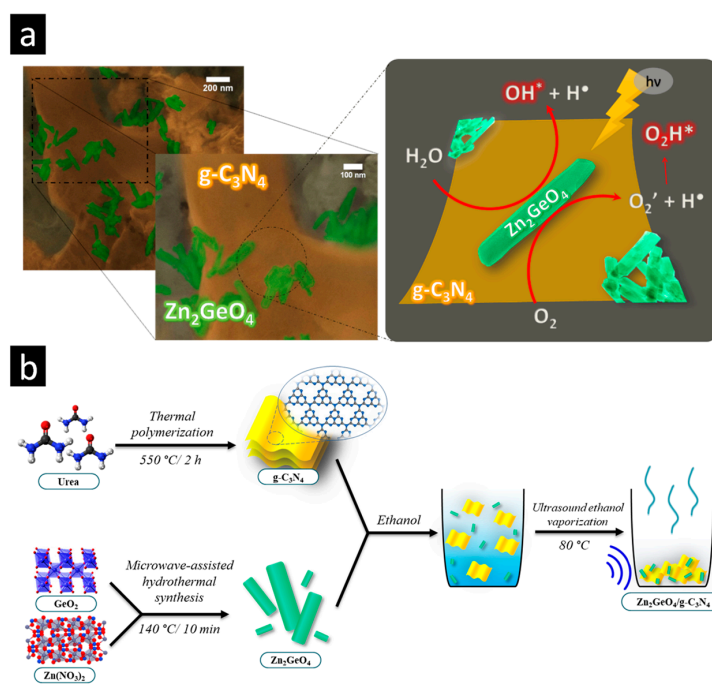 a
200 nm
100 nm
g-C₃N₄
Zn₂GeO₄
hν
OH* + H•
O₂H*
H₂O
O₂’ + H•
Zn₂GeO₄
g-C₃N₄
O₂
b
Thermal
polymerization
550 °C/ 2 h
Urea
g-C₃N₄
Ethanol
Ultrasound ethanol
vaporization
80 °C
Microwave-assisted
hydrothermal
synthesis
140 °C/ 10 min
GeO₂
Zn(NO₃)₂
Zn₂GeO₄
Zn₂GeO₄/g-C₃N₄